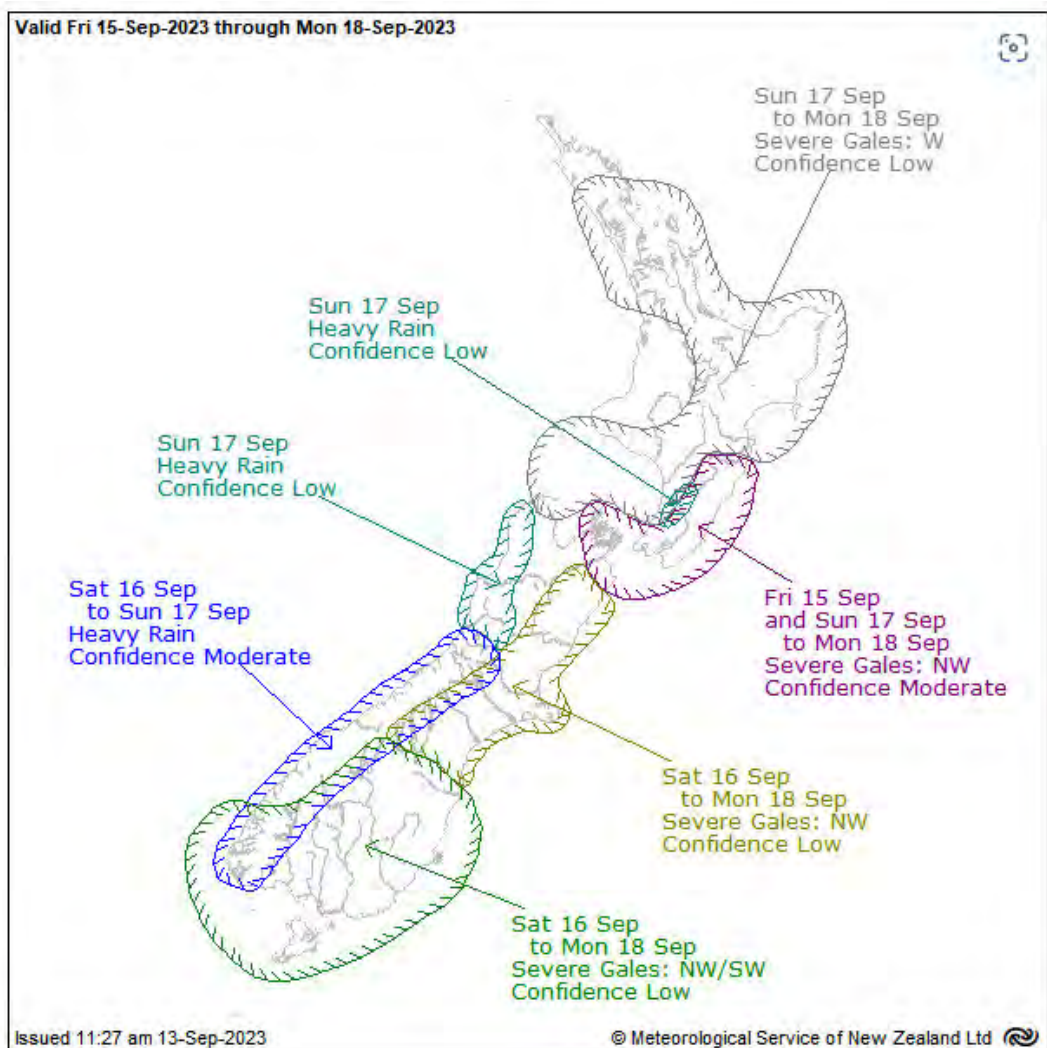 Valid Fri 15-Sep-2023 through Mon 18-Sep-2023
Sun 17 Sep
to Mon 18 Sep
Severe Gales: W
Confidence Low
Sun 17 Sep
Heavy Rain
Confidence Low
Sun 17 Sep
Heavy Rain
Confidence Low
Sat 16 Sep
to Sun 17 Sep
Heavy Rain
Confidence Moderate
Fri 15 Sep
and Sun 17 Sep
to Mon 18 Sep
Severe Gales: NW
Confidence Moderate
Sat 16 Sep
to Mon 18 Sep
Severe Gales: NW
Confidence Low
Sat 16 Sep
to Mon 18 Sep
Severe Gales: NW/SW
Confidence Low
Issued 11:27 am 13-Sep-2023
© Meteorological Service of New Zealand Ltd